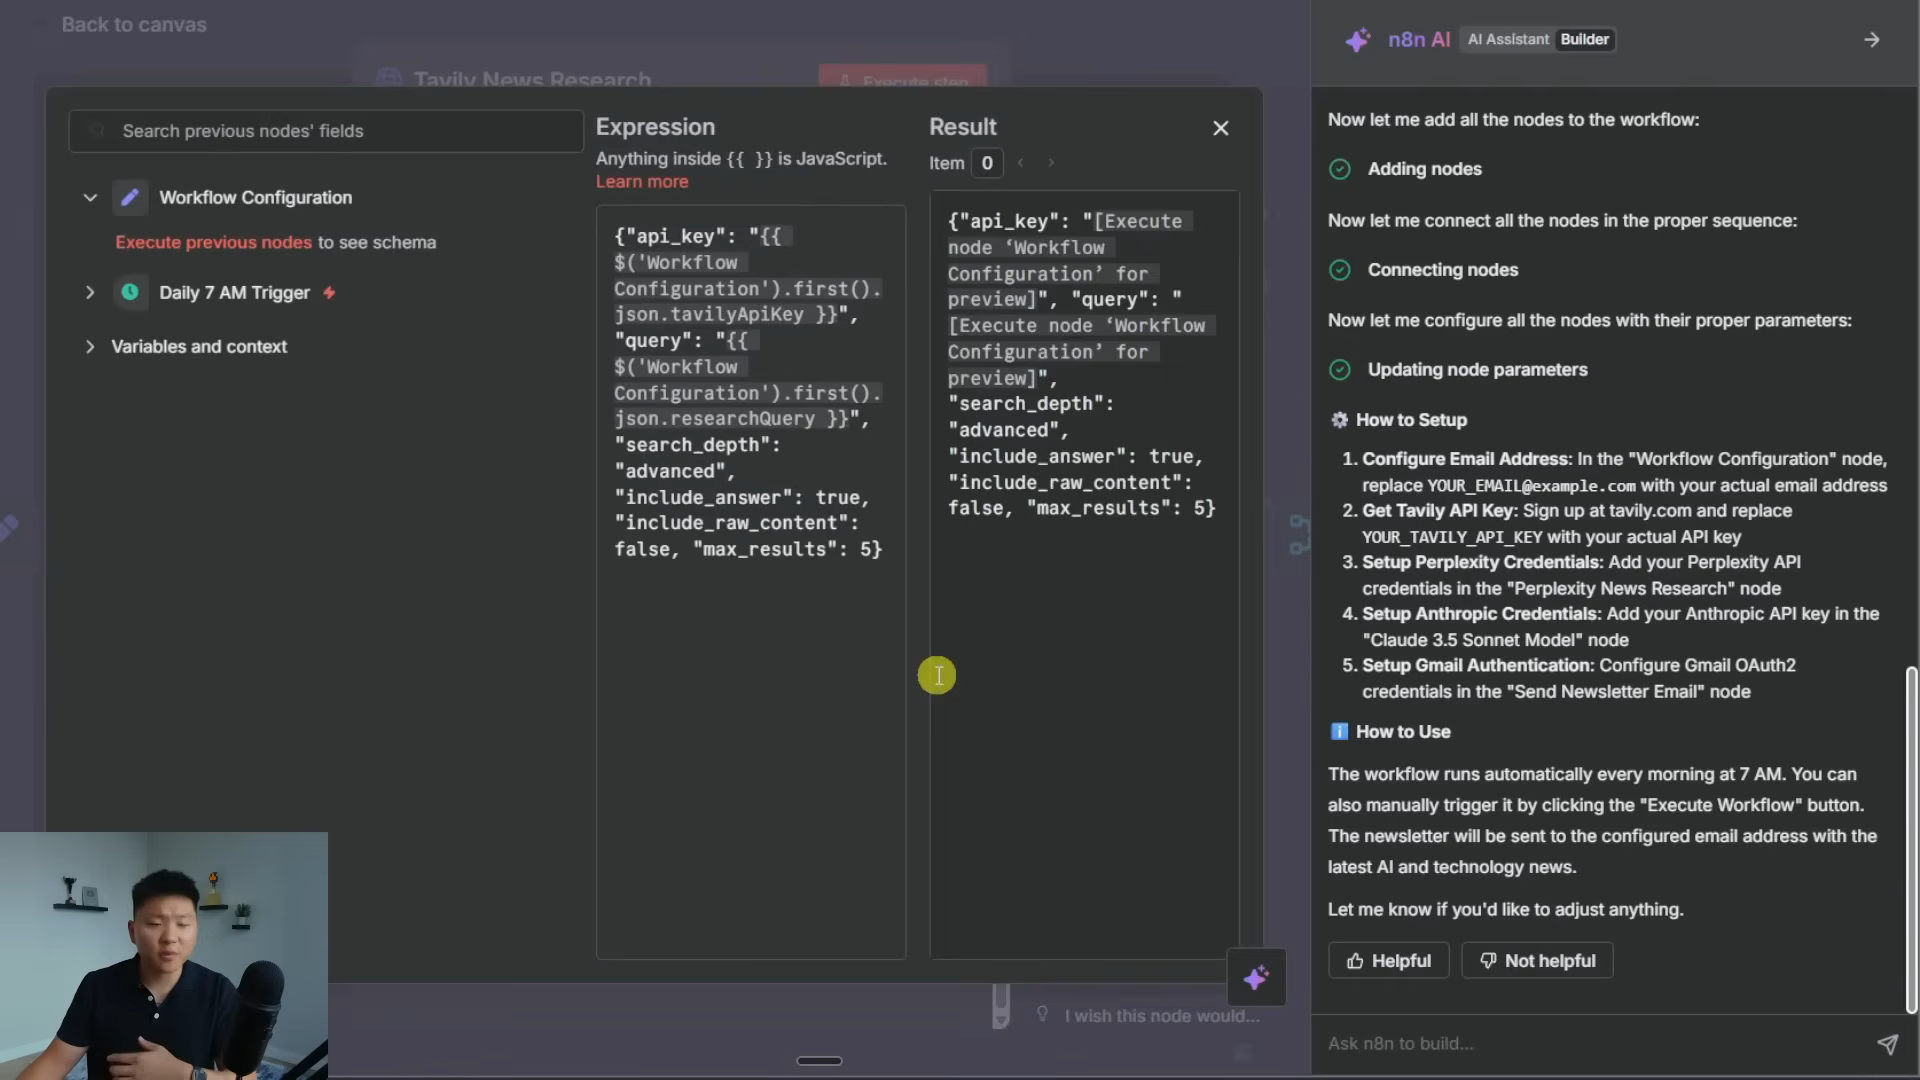 Back to canvas
Tavily News Research
Execute step
Search previous nodes' fields
Workflow Configuration
Execute previous nodes to see schema
Daily 7 AM Trigger
Variables and context
Expression
Anything inside {{ }} is JavaScript.
Learn more
{"api_key": "{{
$('Workflow
Configuration').first().
json.tavilyApiKey }}",
"query": "{{
$('Workflow
Configuration').first().
json.researchQuery }}",
"search_depth":
"advanced",
"include_answer": true,
"include_raw_content":
false, "max_results": 5}
Result
Item 0
{"api_key": "[Execute
node ‘Workflow
Configuration’ for
preview]", "query": "
[Execute node ‘Workflow
Configuration’ for
preview]",
"search_depth":
"advanced",
"include_answer": true,
"include_raw_content":
false, "max_results": 5}
I wish this node would...
n8n AI AI Assistant Builder
Now let me add all the nodes to the workflow:
Adding nodes
Now let me connect all the nodes in the proper sequence:
Connecting nodes
Now let me configure all the nodes with their proper parameters:
Updating node parameters
How to Setup
1. Configure Email Address: In the "Workflow Configuration" node,
replace YOUR_EMAIL@example.com with your actual email address
2. Get Tavily API Key: Sign up at tavily.com and replace
YOUR_TAVILY_API_KEY with your actual API key
3. Setup Perplexity Credentials: Add your Perplexity API
credentials in the "Perplexity News Research" node
4. Setup Anthropic Credentials: Add your Anthropic API key in the
"Claude 3.5 Sonnet Model" node
5. Setup Gmail Authentication: Configure Gmail OAuth2
credentials in the "Send Newsletter Email" node
How to Use
The workflow runs automatically every morning at 7 AM. You can
also manually trigger it by clicking the "Execute Workflow" button.
The newsletter will be sent to the configured email address with the
latest AI and technology news.
Let me know if you'd like to adjust anything.
Helpful
Not helpful
Ask n8n to build...